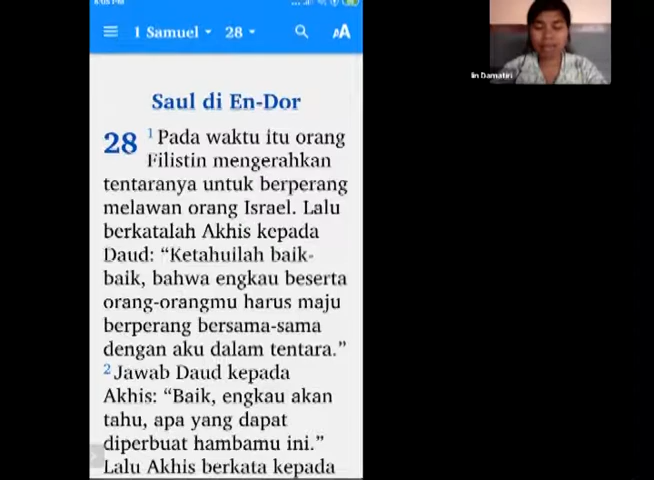 1 Samuel 28
AA
Iin Damatiri
Saul di En-Dor
28 1 Pada waktu itu orang
Filistin mengerahkan
tentaranya untuk berperang
melawan orang Israel. Lalu
berkatalah Akhis kepada
Daud: “Ketahuilah baik-
baik, bahwa engkau beserta
orang-orangmu harus maju
berperang bersama-sama
dengan aku dalam tentara.”
2 Jawab Daud kepada
Akhis: “Baik, engkau akan
tahu, apa yang dapat
diperbuat hambamu ini.”
Lalu Akhis berkata kepada